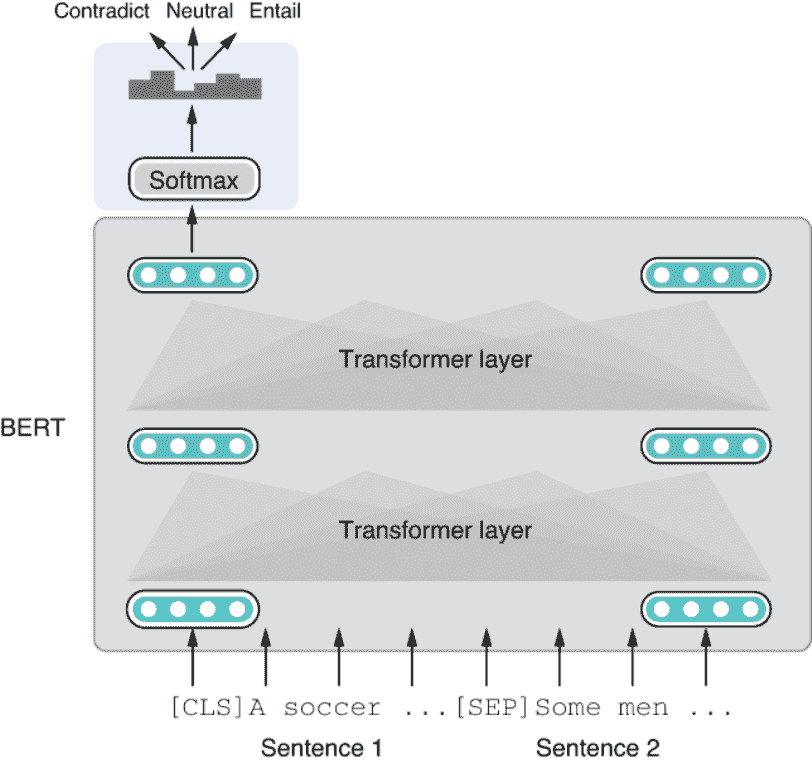 Contradict Neutral Entail
Softmax
Transformer layer
BERT
Transformer layer
[CLS] A soccer ... [SEP] Some men ...
Sentence 1 Sentence 2